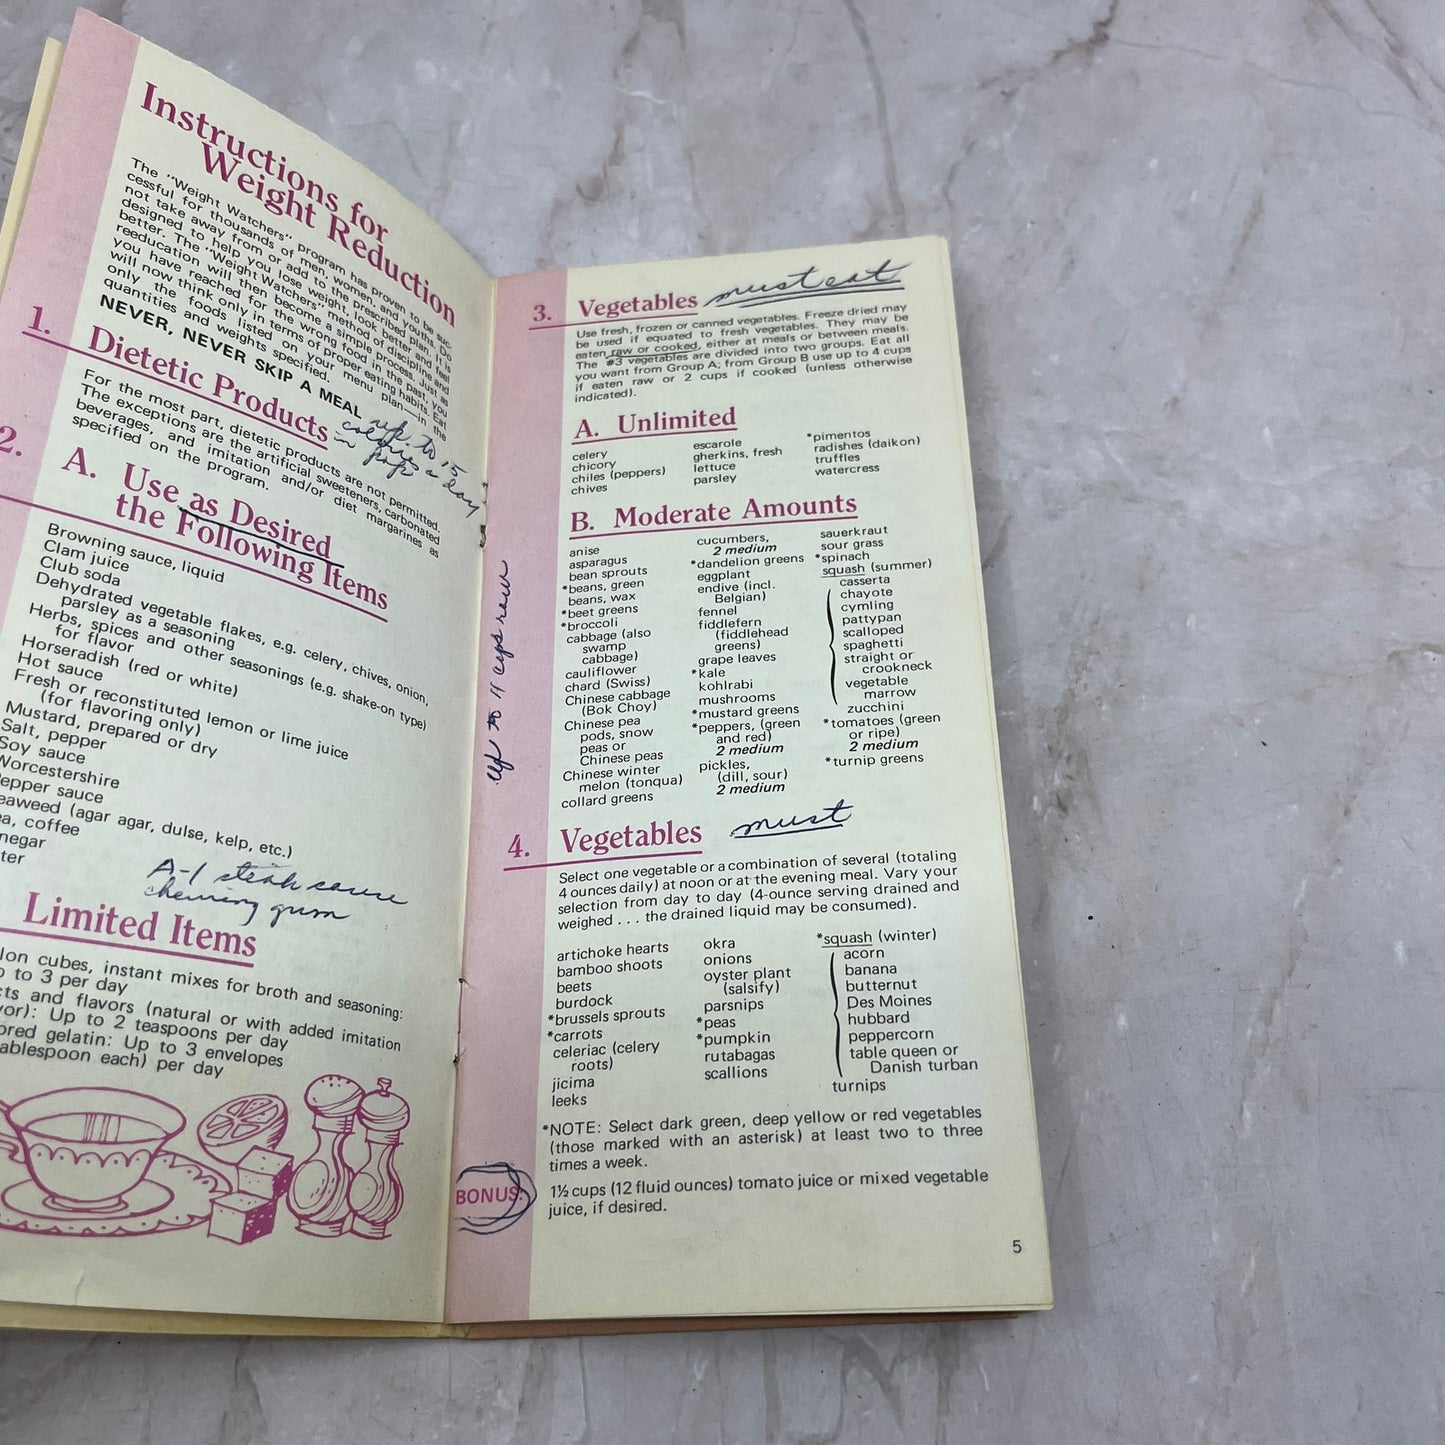 Instructions for
Weight Reduction
The "Weight Watchers" program has proven to be suc-
cessful for thousands of men, women, and youths. Do
not take away from or add to the prescribed plan. It is
designed to help you lose weight, look better and feel
better. The "Weight Watchers" method of discipline and
reeducation will then become a simple process. Just as
you have reached for the wrong food in the past, you
will now think only in terms of proper eating habits. Eat
only the foods listed on your menu plan—in the
quantities and weights specified.
NEVER, NEVER SKIP A MEAL
1. Dietetic Products
up to 15
calories a day
in pop
For the most part, dietetic products are not permitted.
The exceptions are the artificial sweeteners, carbonated
beverages, and imitation and/or diet margarines as
specified on the program.
2. A. Use as Desired
the Following Items
Browning sauce, liquid
Clam juice
Club soda
Dehydrated vegetable flakes, e.g. celery, chives, onion,
parsley as a seasoning
Herbs, spices and other seasonings (e.g. shake-on type)
for flavor
Horseradish (red or white)
Hot sauce
Fresh or reconstituted lemon or lime juice
(for flavoring only)
Mustard, prepared or dry
Salt, pepper
Soy sauce
Worcestershire
epper sauce
eaweed (agar agar, dulse, kelp, etc.)
ea, coffee
negar
ter
A-1 steak sauce
chewing gum
Limited Items
lon cubes, instant mixes for broth and seasoning:
p to 3 per day
cts and flavors (natural or with added imitation
vor): Up to 2 teaspoons per day
ored gelatin: Up to 3 envelopes
ablespoon each) per day
3. Vegetables must eat
Use fresh, frozen or canned vegetables. Freeze dried may
be used if equated to fresh vegetables. They may be
eaten raw or cooked, either at meals or between meals.
The #3 vegetables are divided into two groups. Eat all
you want from Group A; from Group B use up to 4 cups
if eaten raw or 2 cups if cooked (unless otherwise
indicated).
A. Unlimited
celery
chicory
chiles (peppers)
chives
escarole
gherkins, fresh
lettuce
parsley
*pimentos
radishes (daikon)
truffles
watercress
B. Moderate Amounts
up to 4 cups raw
anise
asparagus
bean sprouts
*beans, green
beans, wax
*beet greens
*broccoli
cabbage (also
swamp
cabbage)
cauliflower
chard (Swiss)
Chinese cabbage
(Bok Choy)
Chinese pea
pods, snow
peas or
Chinese peas
Chinese winter
melon (tonqua)
collard greens
cucumbers,
2 medium
*dandelion greens
eggplant
endive (incl.
Belgian)
fennel
fiddlefern
(fiddlehead
greens)
grape leaves
*kale
kohlrabi
mushrooms
*mustard greens
*peppers, (green
and red)
2 medium
pickles,
(dill, sour)
2 medium
sauerkraut
sour grass
*spinach
squash (summer)
casserta
chayote
cymling
pattypan
scalloped
spaghetti
straight or
crookneck
vegetable
marrow
zucchini
*tomatoes (green
or ripe)
2 medium
*turnip greens
4. Vegetables must
Select one vegetable or a combination of several (totaling
4 ounces daily) at noon or at the evening meal. Vary your
selection from day to day (4-ounce serving drained and
weighed . . . the drained liquid may be consumed).
artichoke hearts
bamboo shoots
beets
burdock
*brussels sprouts
*carrots
celeriac (celery
roots)
jicima
leeks
okra
onions
oyster plant
(salsify)
parsnips
*peas
*pumpkin
rutabagas
scallions
*squash (winter)
acorn
banana
butternut
Des Moines
hubbard
peppercorn
table queen or
Danish turban
turnips
*NOTE: Select dark green, deep yellow or red vegetables
(those marked with an asterisk) at least two to three
times a week.
BONUS: 1½ cups (12 fluid ounces) tomato juice or mixed vegetable
juice, if desired.
5